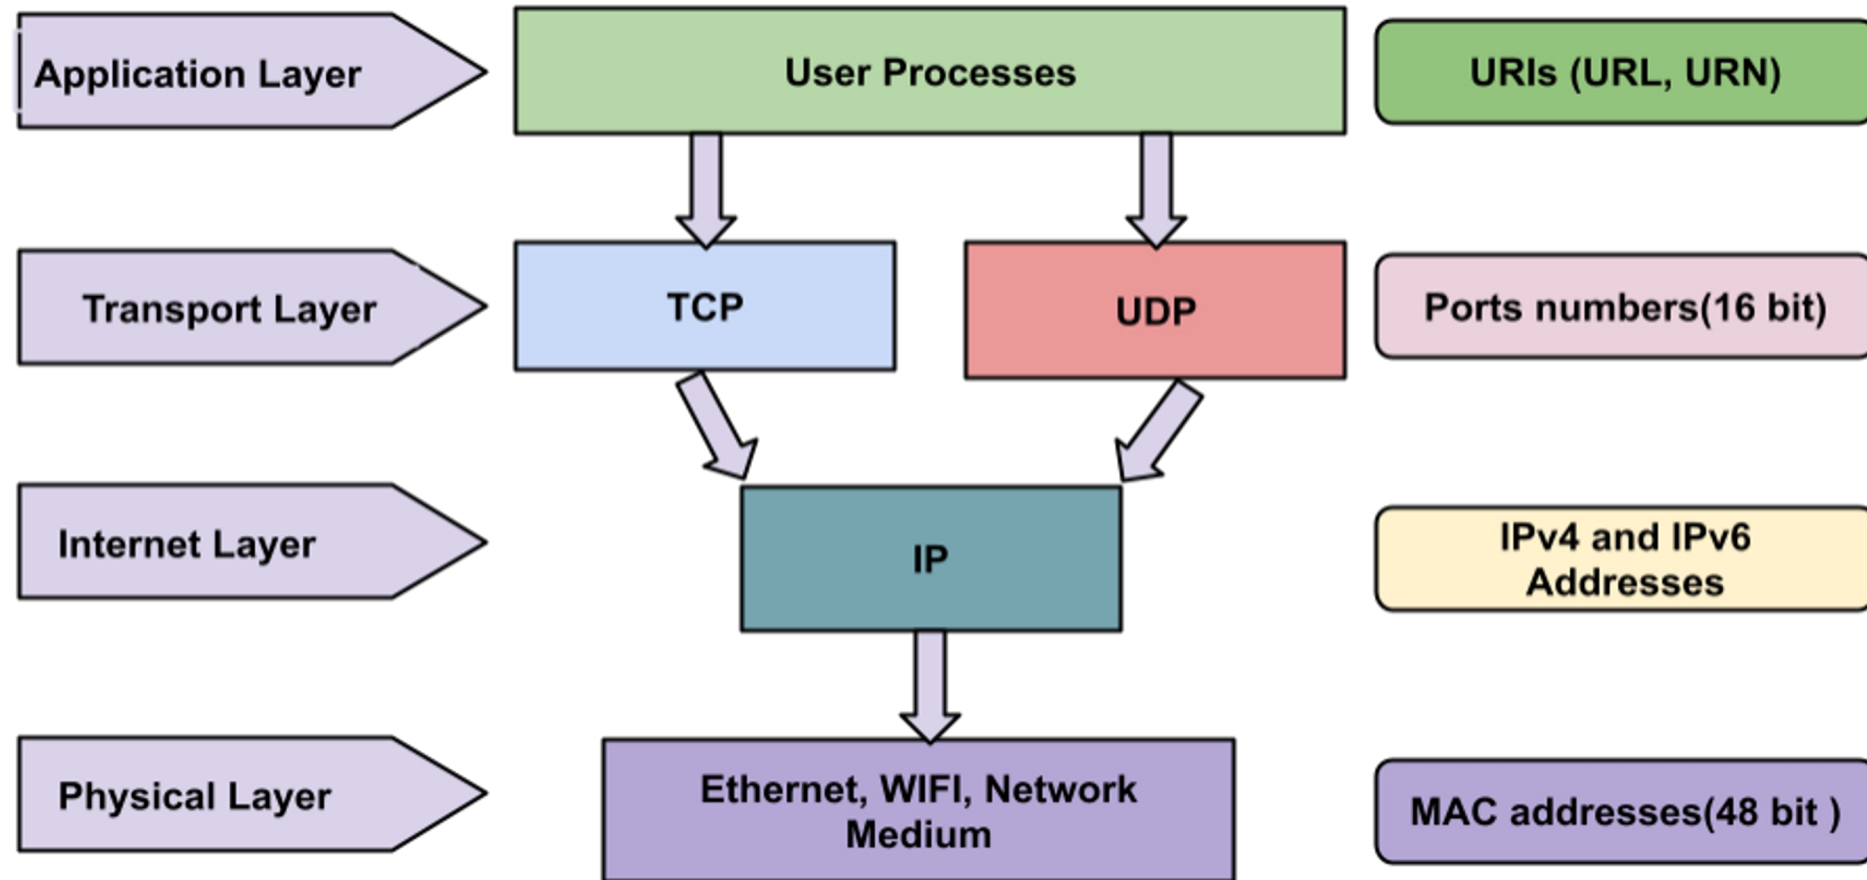 Application Layer
User Processes
URIs (URL, URN)
Transport Layer
TCP
UDP
Ports numbers(16 bit)
Internet Layer
IP
IPv4 and IPv6
Addresses
Physical Layer
Ethernet, WIFI, Network
Medium
MAC addresses(48 bit )